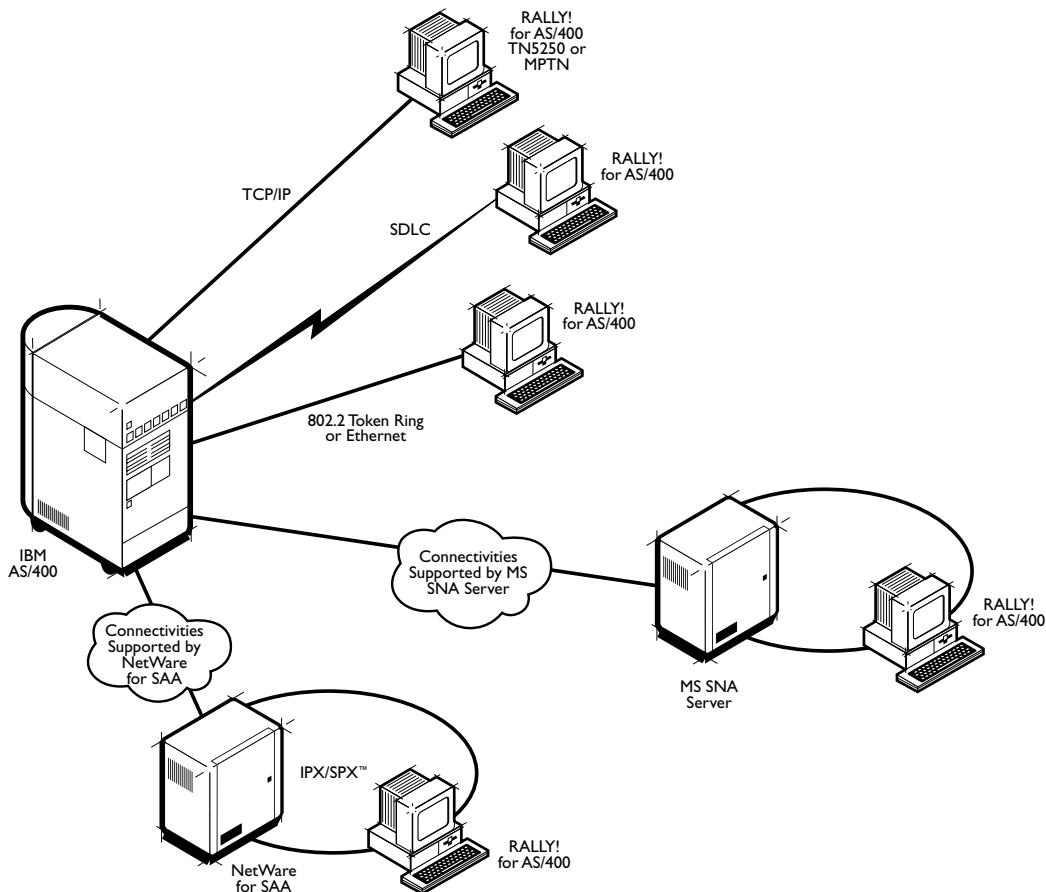 RALLY!
for AS/400
TN5250 or
MPTN
RALLY!
for AS/400
TCP/IP
SDLC
RALLY!
for AS/400
802.2 Token Ring
or Ethernet
IBM
AS/400
Connectivities
Supported by MS
SNA Server
RALLY!
for AS/400
MS SNA
Server
Connectivities
Supported by
NetWare
for SAA
IPX/SPX™
RALLY!
for AS/400
NetWare
for SAA